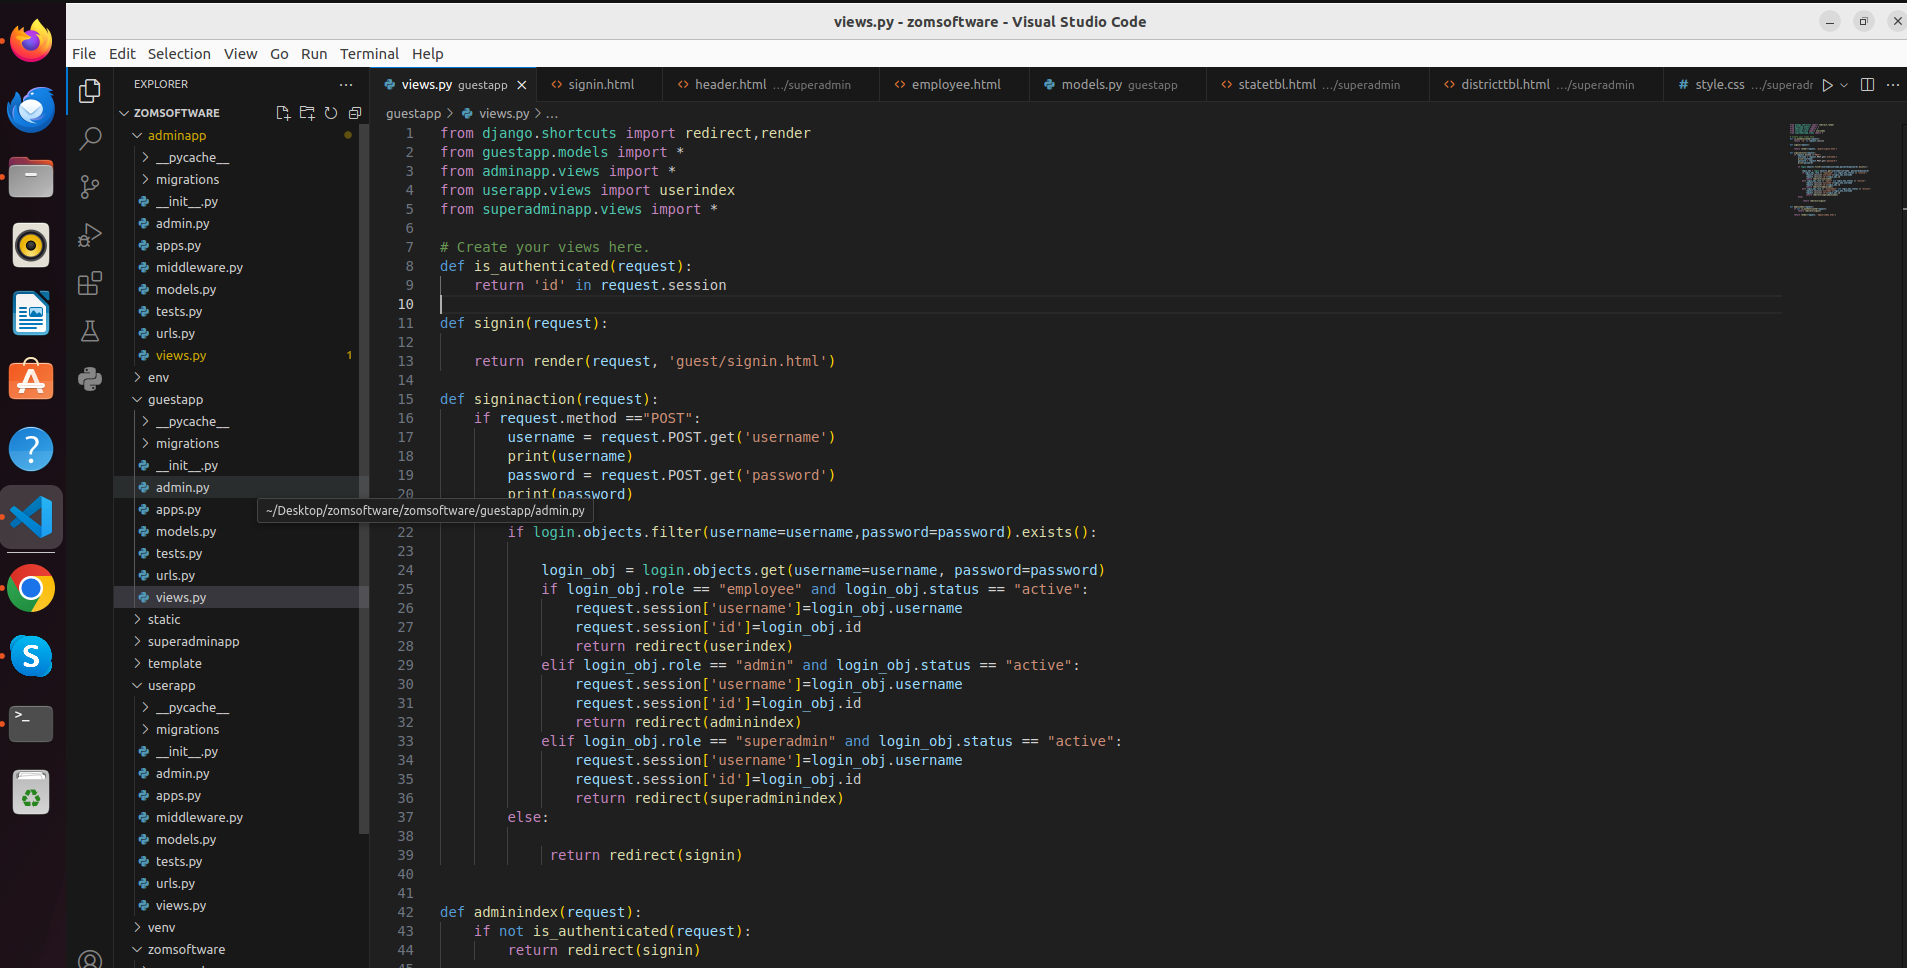 views.py - zomsoftware - Visual Studio Code
File Edit Selection View Go Run Terminal Help
EXPLORER
ZOMSOFTWARE
adminapp
__pycache__
migrations
__init__.py
admin.py
apps.py
middleware.py
models.py
tests.py
urls.py
views.py 1
env
guestapp
__pycache__
migrations
__init__.py
admin.py
apps.py
models.py
tests.py
urls.py
views.py
static
superadminapp
template
userapp
__pycache__
migrations
__init__.py
admin.py
apps.py
middleware.py
models.py
tests.py
urls.py
views.py
venv
zomsoftware
~/Desktop/zomsoftware/zomsoftware/guestapp/admin.py
views.py guestapp signin.html header.html .../superadmin employee.html models.py guestapp statetbl.html .../superadmin districttbl.html .../superadmin style.css .../superadr
guestapp > views.py > ...
1 from django.shortcuts import redirect,render
2 from guestapp.models import *
3 from adminapp.views import *
4 from userapp.views import userindex
5 from superadminapp.views import *
6
7 # Create your views here.
8 def is_authenticated(request):
9 return 'id' in request.session
10
11 def signin(request):
12
13 return render(request, 'guest/signin.html')
14
15 def signinaction(request):
16 if request.method =="POST":
17 username = request.POST.get('username')
18 print(username)
19 password = request.POST.get('password')
20 print(password)
22 if login.objects.filter(username=username,password=password).exists():
23
24 login_obj = login.objects.get(username=username, password=password)
25 if login_obj.role == "employee" and login_obj.status == "active":
26 request.session['username']=login_obj.username
27 request.session['id']=login_obj.id
28 return redirect(userindex)
29 elif login_obj.role == "admin" and login_obj.status == "active":
30 request.session['username']=login_obj.username
31 request.session['id']=login_obj.id
32 return redirect(adminindex)
33 elif login_obj.role == "superadmin" and login_obj.status == "active":
34 request.session['username']=login_obj.username
35 request.session['id']=login_obj.id
36 return redirect(superadminindex)
37 else:
38
39 return redirect(signin)
40
41
42 def adminindex(request):
43 if not is_authenticated(request):
44 return redirect(signin)